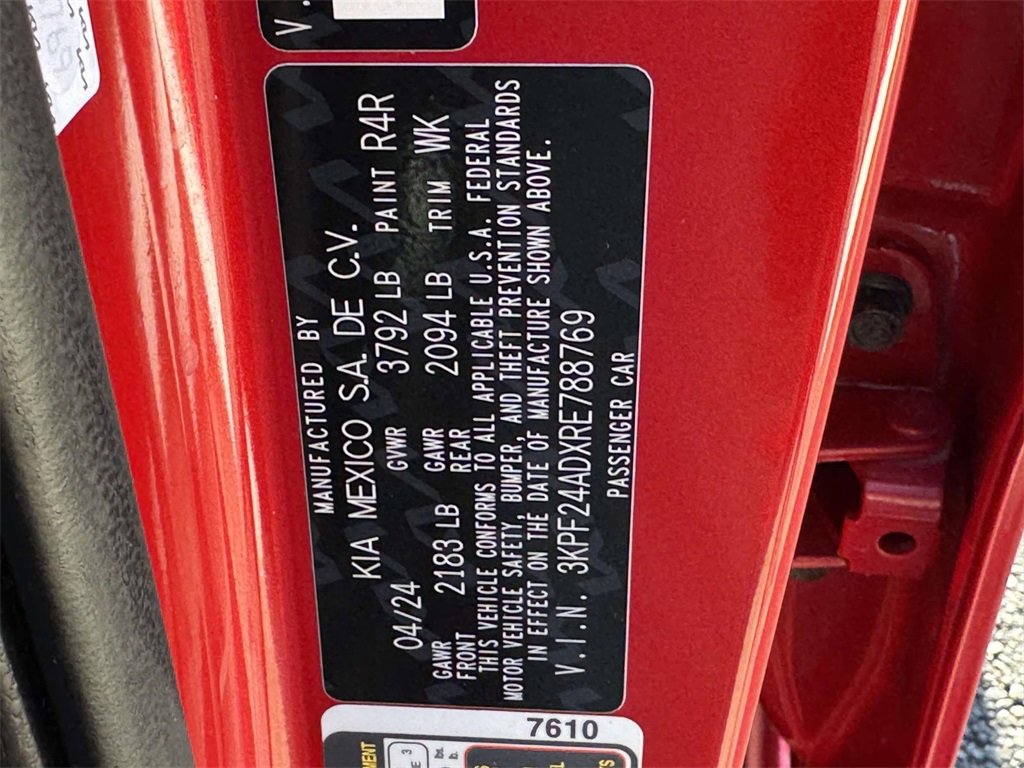 MANUFACTURED BY
KIA MEXICO S.A. DE C.V.
04/24 GVWR 3792 LB PAINT R4R
GAWR FRONT 2183 LB GAWR REAR 2094 LB TRIM WK
THIS VEHICLE CONFORMS TO ALL APPLICABLE U.S.A. FEDERAL
MOTOR VEHICLE SAFETY, BUMPER, AND THEFT PREVENTION STANDARDS
IN EFFECT ON THE DATE OF MANUFACTURE SHOWN ABOVE.
V.I.N. 3KPF24ADXRE788769
PASSENGER CAR
7610